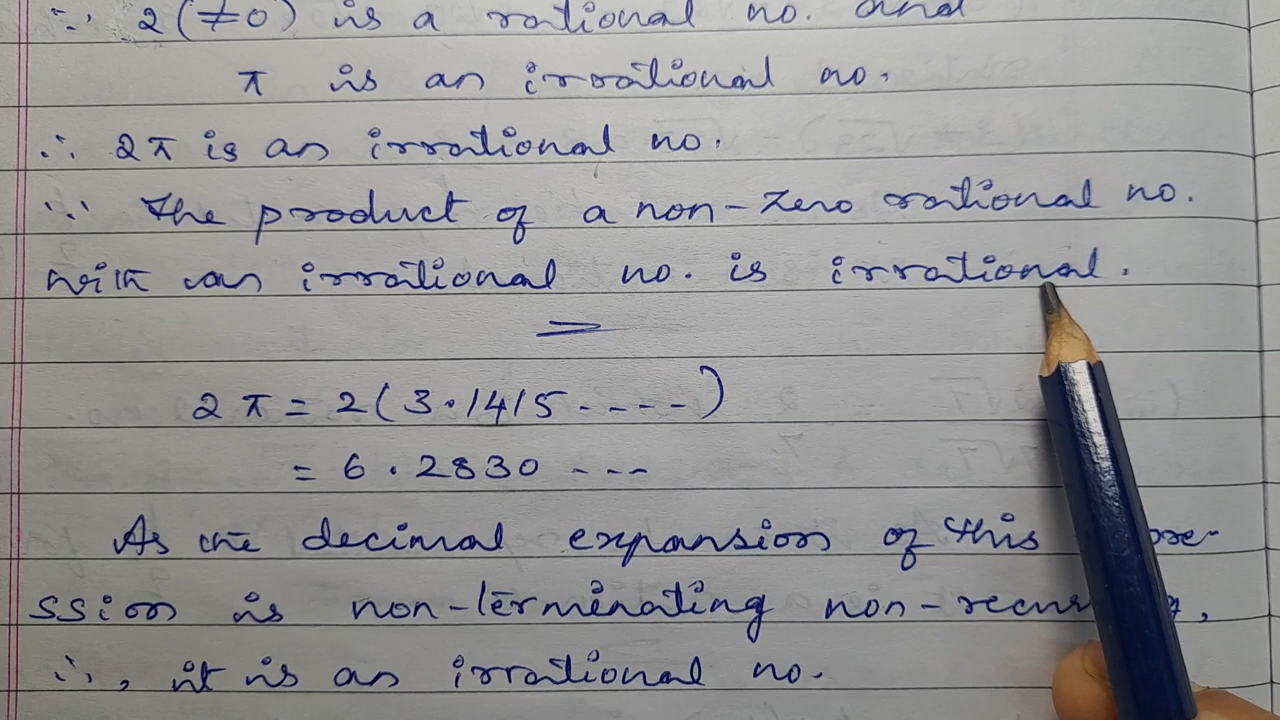 ∵ 2(≠0) is a rational no. and
π is an irrational no.
∴ 2π is an irrational no.
∵ the product of a non-zero rational no.
with an irrational no. is irrational.
2π = 2(3.1415-----)
= 6.2830 ---
As the decimal expansion of this
ssion is non-terminating non-recur
∴, it is an irrational no.